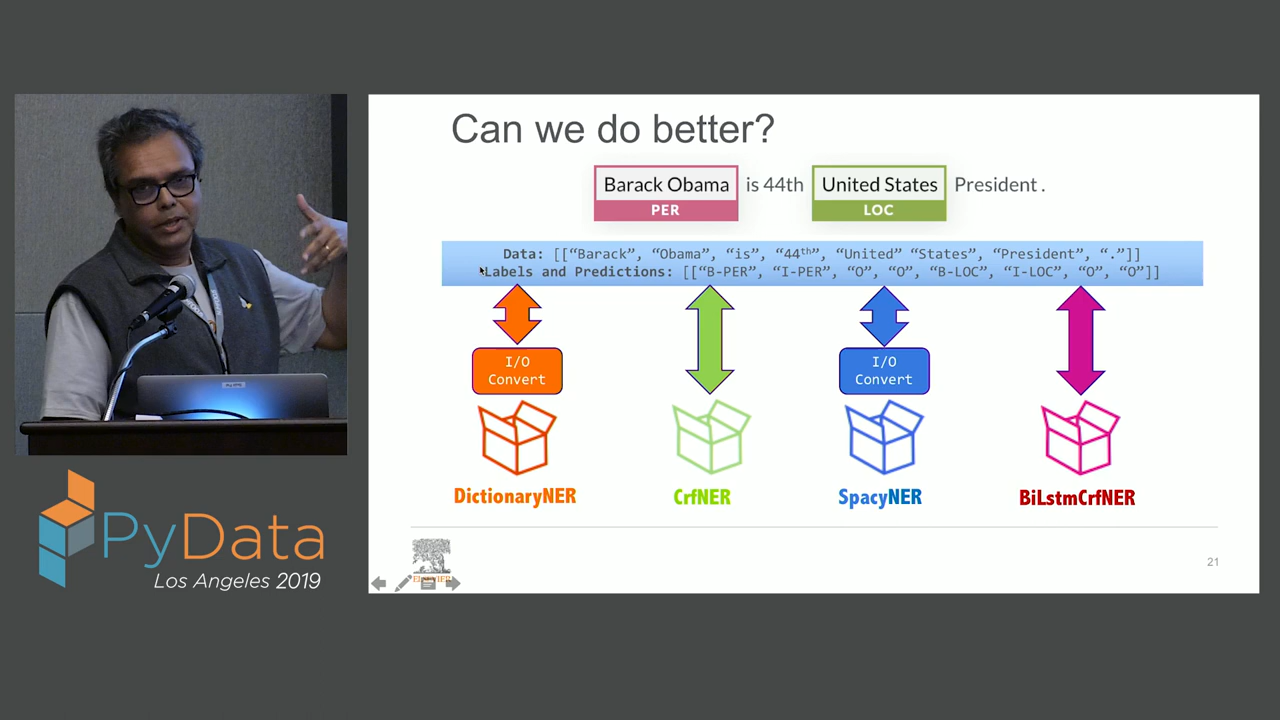 Can we do better?
Barack Obama is 44th United States President .
PER LOC
Data: [[“Barack”, “Obama”, “is”, “44th”, “United” “States”, “President”, “.”]]
Labels and Predictions: [[“B-PER”, “I-PER”, “O”, “O”, “B-LOC”, “I-LOC”, “O”, “O”]]
I/O
Convert
I/O
Convert
DictionaryNER
CrfNER
SpacyNER
BiLstmCrfNER
21
PyData
Los Angeles 2019